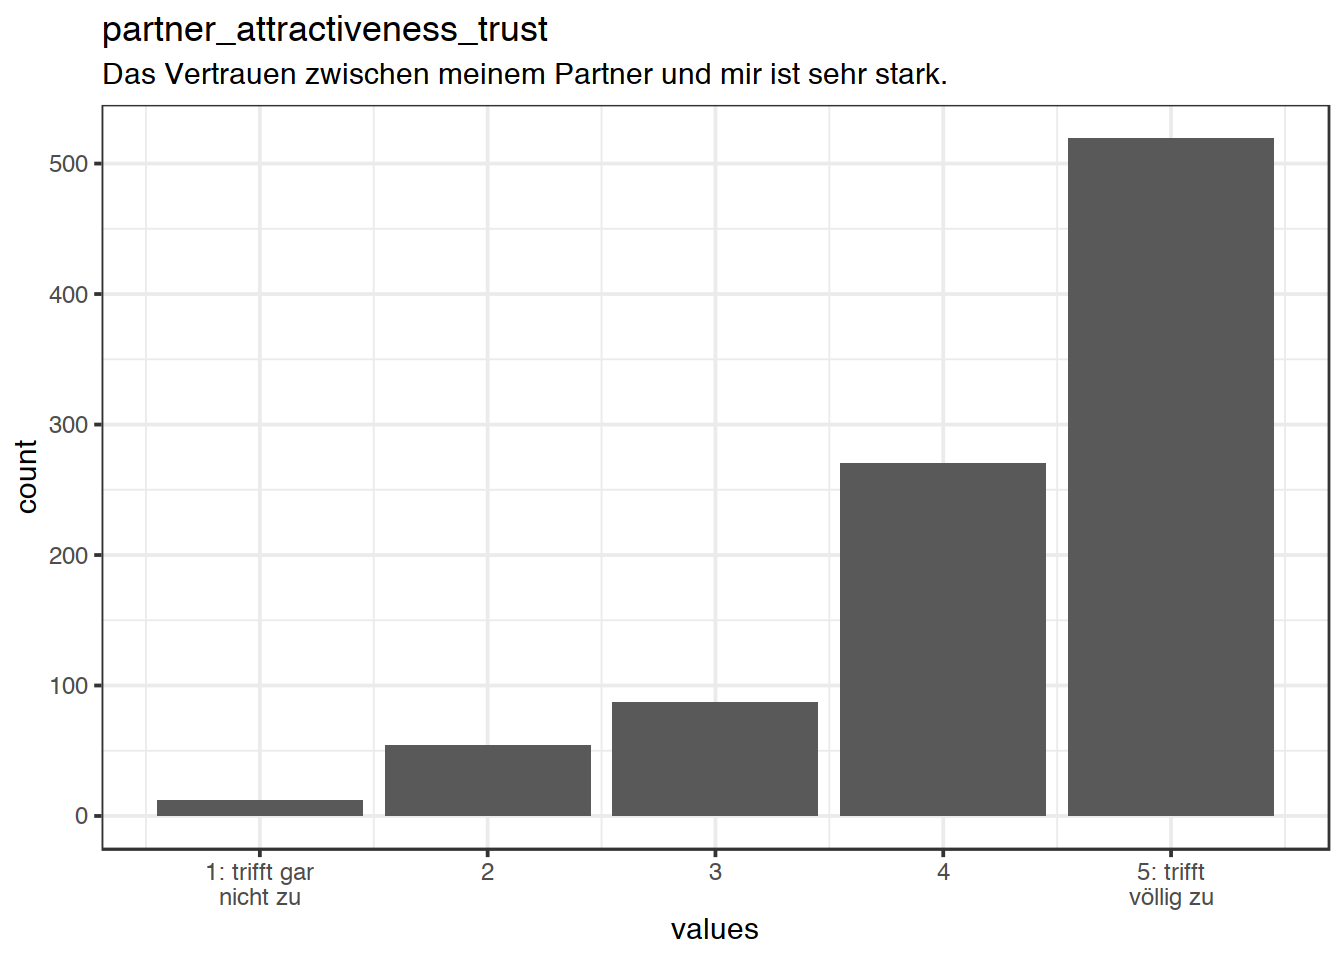 partner_attractiveness_trust
Das Vertrauen zwischen meinem Partner und mir ist sehr stark.
500
400
300
200
100
0
count
1: trifft gar
nicht zu
2
3
4
5: trifft
völlig zu
values